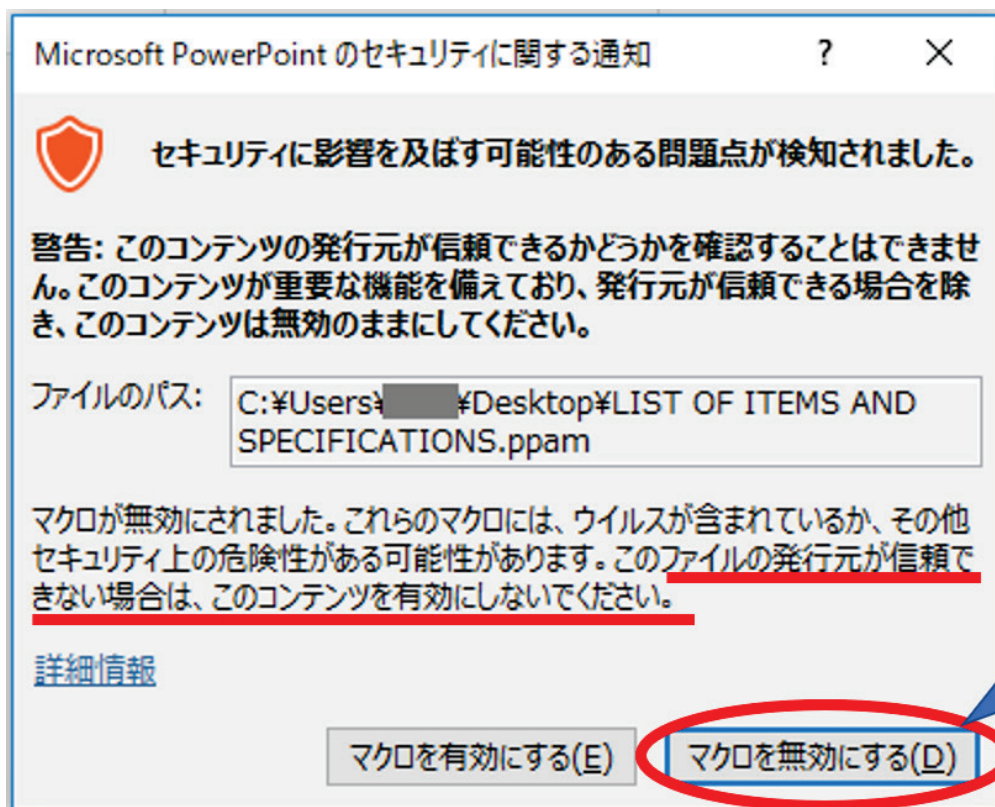 Microsoft PowerPoint のセキュリティに関する通知 ?
セキュリティに影響を及ぼす可能性のある問題点が検知されました。
警告: このコンテンツの発行元が信頼できるかどうかを確認することはできませ
ん。このコンテンツが重要な機能を備えており、発行元が信頼できる場合を除
き、このコンテンツは無効のままにしてください。
ファイルのパス: C:¥Users¥ ¥Desktop¥LIST OF ITEMS AND
SPECIFICATIONS.ppam
マクロが無効にされました。これらのマクロには、ウイルスが含まれているか、その他
セキュリティ上の危険性がある可能性があります。このファイルの発行元が信頼で
きない場合は、このコンテンツを有効にしないでください。
詳細情報
マクロを有効にする(E) マクロを無効にする(D)